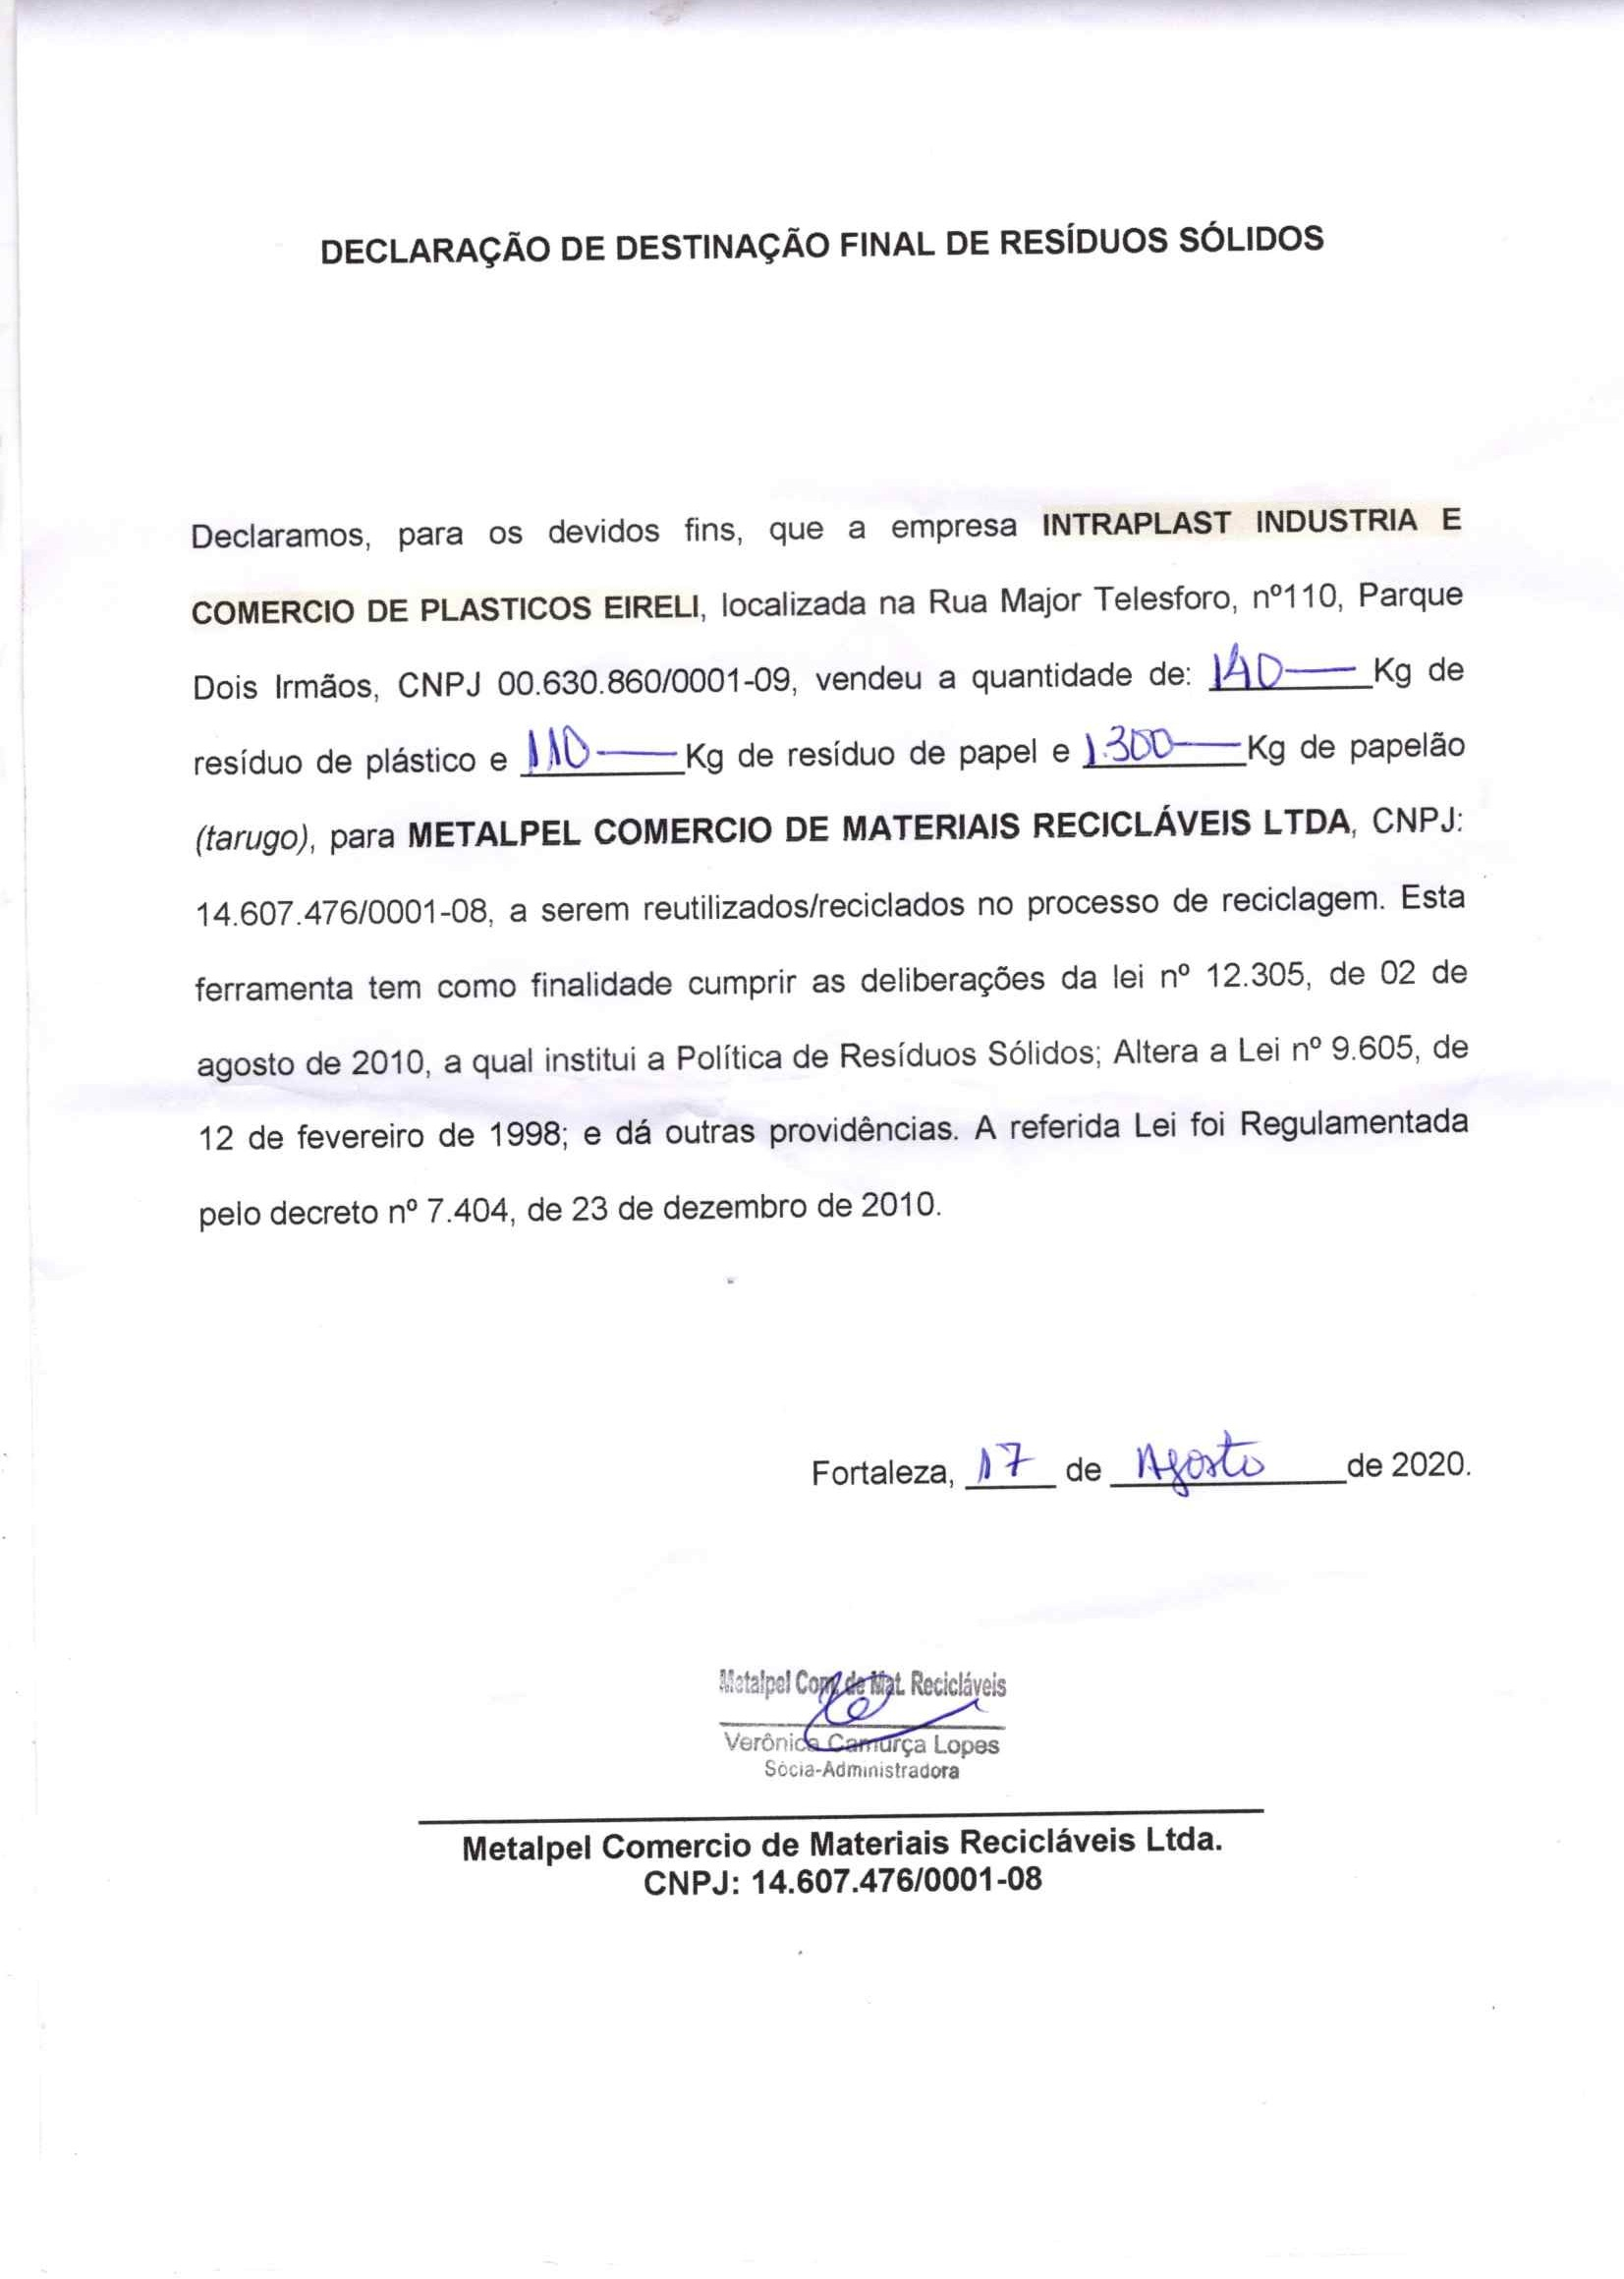 DECLARAÇÃO DE DESTINAÇÃO FINAL DE RESÍDUOS SÓLIDOS
Declaramos, para os devidos fins, que a empresa INTRAPLAST INDUSTRIA E
COMERCIO DE PLASTICOS EIRELI, localizada na Rua Major Telesforo, nº110, Parque
Dois Irmãos, CNPJ 00.630.860/0001-09, vendeu a quantidade de: 140 Kg de
resíduo de plástico e 110 Kg de resíduo de papel e 1.300 Kg de papelão
(tarugo), para METALPEL COMERCIO DE MATERIAIS RECICLÁVEIS LTDA, CNPJ:
14.607.476/0001-08, a serem reutilizados/reciclados no processo de reciclagem. Esta
ferramenta tem como finalidade cumprir as deliberações da lei nº 12.305, de 02 de
agosto de 2010, a qual institui a Política de Resíduos Sólidos; Altera a Lei nº 9.605, de
12 de fevereiro de 1998; e dá outras providências. A referida Lei foi Regulamentada
pelo decreto nº 7.404, de 23 de dezembro de 2010.
Fortaleza, 17 de Agosto de 2020.
Metalpel Com. de Mat. Recicláveis
Verônica Camurça Lopes
Sócia-Administradora
Metalpel Comercio de Materiais Recicláveis Ltda.
CNPJ: 14.607.476/0001-08